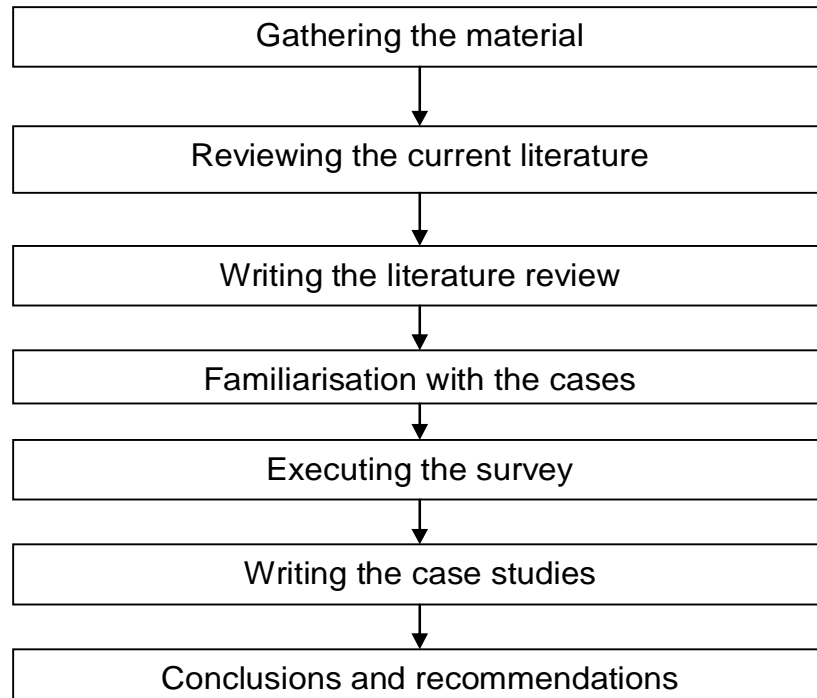 Gathering the material
Reviewing the current literature
Writing the literature review
Familiarisation with the cases
Executing the survey
Writing the case studies
Conclusions and recommendations